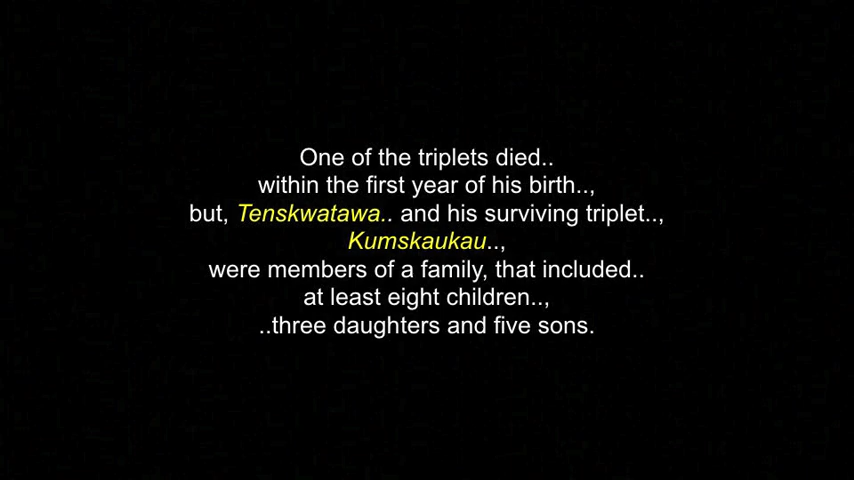 One of the triplets died..
within the first year of his birth..,
but, Tenskwatawa.. and his surviving triplet..,
Kumskaukau..,
were members of a family, that included..
at least eight children..,
..three daughters and five sons.